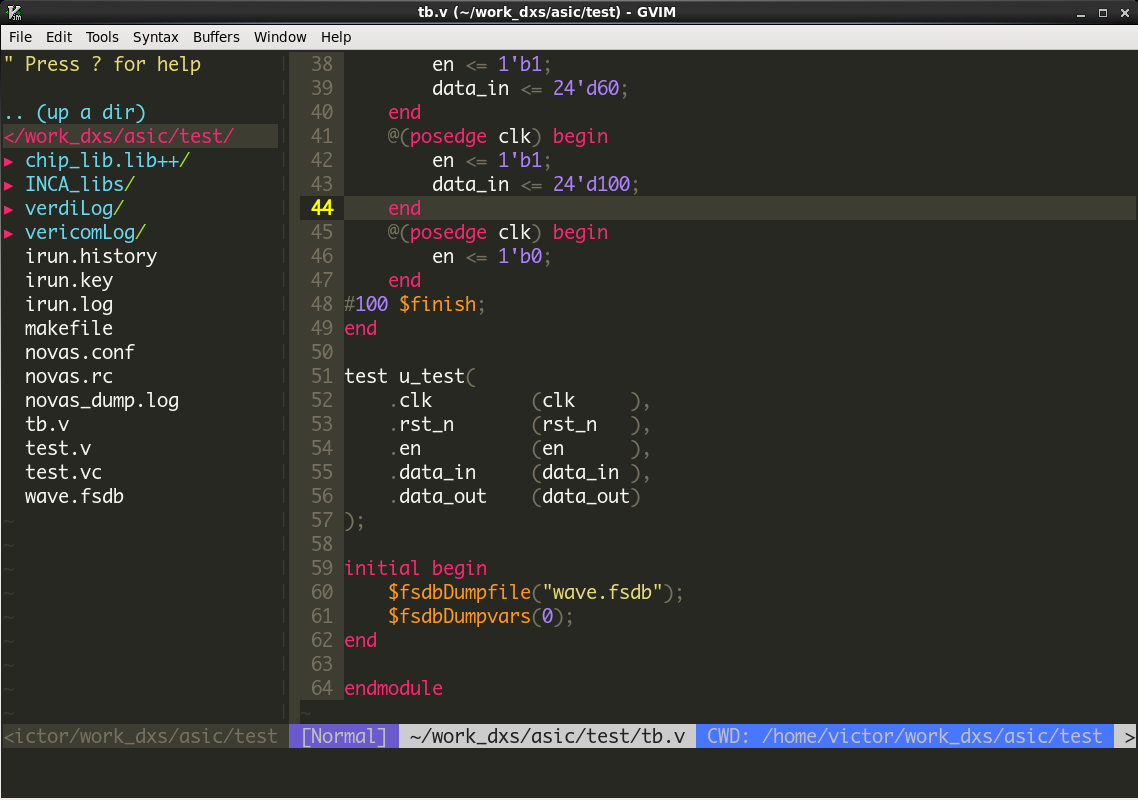 tb.v (~/work_dxs/asic/test) - GVIM
File Edit Tools Syntax Buffers Window Help
" Press ? for help
.. (up a dir)
</work_dxs/asic/test/
▸ chip_lib.lib++/
▸ INCA_libs/
▸ verdiLog/
▸ vericomLog/
irun.history
irun.key
irun.log
makefile
novas.conf
novas.rc
novas_dump.log
tb.v
test.v
test.vc
wave.fsdb
~
~
~
~
~
~
~
~
~
<ictor/work_dxs/asic/test
38         en <= 1'b1;
39         data_in <= 24'd60;
40     end
41     @(posedge clk) begin
42         en <= 1'b1;
43         data_in <= 24'd100;
44     end
45     @(posedge clk) begin
46         en <= 1'b0;
47     end
48 #100 $finish;
49 end
50
51 test u_test(
52     .clk         (clk     ),
53     .rst_n       (rst_n   ),
54     .en          (en      ),
55     .data_in     (data_in ),
56     .data_out    (data_out)
57 );
58
59 initial begin
60     $fsdbDumpfile("wave.fsdb");
61     $fsdbDumpvars(0);
62 end
63
64 endmodule
~
[Normal] ~/work_dxs/asic/test/tb.v CWD: /home/victor/work_dxs/asic/test >